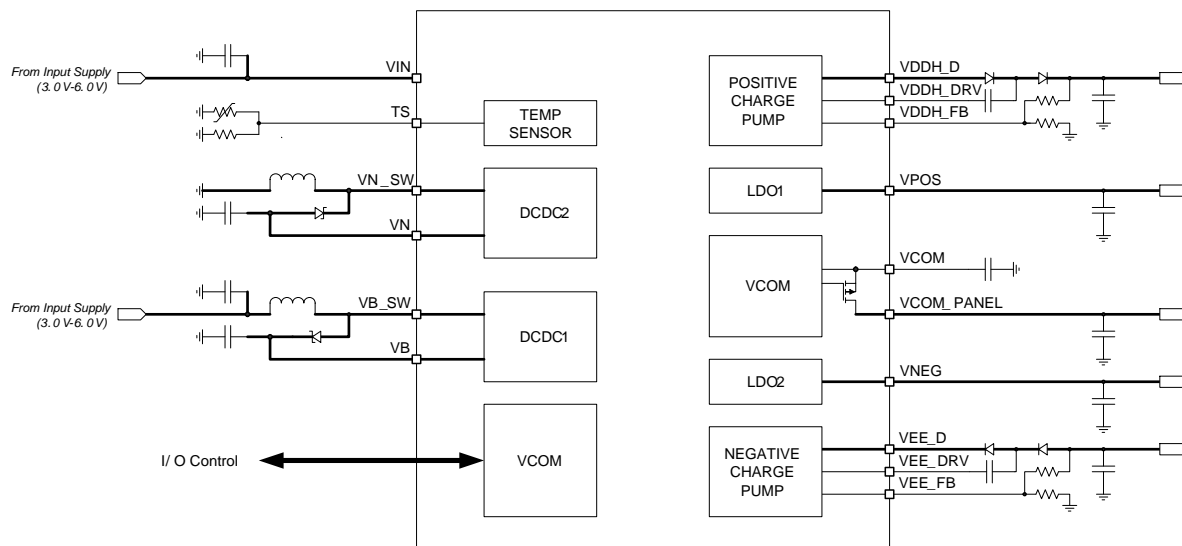 From Input Supply
(3.0V-6.0V)
VIN
TS
TEMP
SENSOR
VN_SW
VN
DCDC2
From Input Supply
(3.0V-6.0V)
VB_SW
VB
DCDC1
I/O Control
VCOM
POSITIVE
CHARGE
PUMP
VDDH_D
VDDH_DRV
VDDH_FB
LDO1
VPOS
VCOM
VCOM
VCOM_PANEL
LDO2
VNEG
NEGATIVE
CHARGE
PUMP
VEE_D
VEE_DRV
VEE_FB